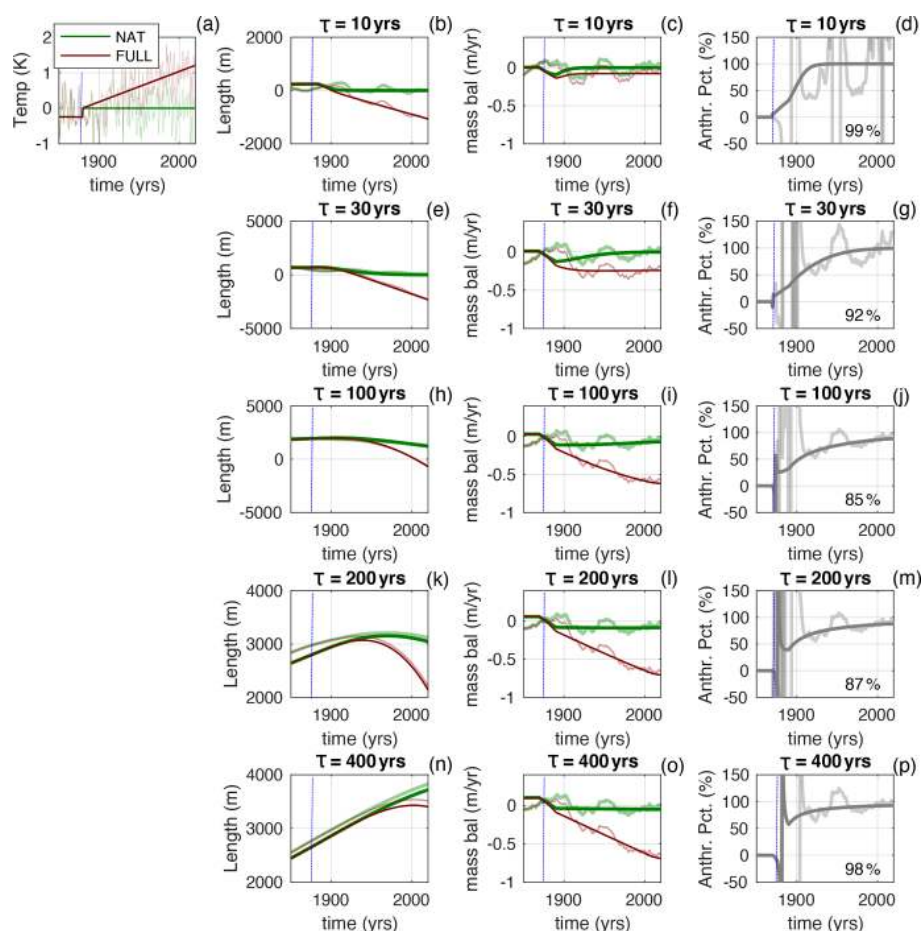 (a)
NAT
FULL
Temp (K)
2
1
0
-1
1900 2000
time (yrs)
τ = 10 yrs (b)
Length (m)
2000
0
-2000
1900 2000
time (yrs)
τ = 10 yrs (c)
mass bal (m/yr)
0
-0.5
-1
1900 2000
time (yrs)
τ = 10 yrs (d)
Anthr. Pct. (%)
150
100
50
0
-50
99 %
1900 2000
time (yrs)
τ = 30 yrs (e)
Length (m)
5000
0
-5000
1900 2000
time (yrs)
τ = 30 yrs (f)
mass bal (m/yr)
0
-0.5
-1
1900 2000
time (yrs)
τ = 30 yrs (g)
Anthr. Pct. (%)
150
100
50
0
-50
92 %
1900 2000
time (yrs)
τ = 100 yrs (h)
Length (m)
5000
0
-5000
1900 2000
time (yrs)
τ = 100 yrs (i)
mass bal (m/yr)
0
-0.5
-1
1900 2000
time (yrs)
τ = 100 yrs (j)
Anthr. Pct. (%)
150
100
50
0
-50
85 %
1900 2000
time (yrs)
τ = 200 yrs (k)
Length (m)
4000
3000
2000
1900 2000
time (yrs)
τ = 200 yrs (l)
mass bal (m/yr)
0
-0.5
-1
1900 2000
time (yrs)
τ = 200 yrs (m)
Anthr. Pct. (%)
150
100
50
0
-50
87 %
1900 2000
time (yrs)
τ = 400 yrs (n)
Length (m)
4000
3000
2000
1900 2000
time (yrs)
τ = 400 yrs (o)
mass bal (m/yr)
0
-0.5
-1
1900 2000
time (yrs)
τ = 400 yrs (p)
Anthr. Pct. (%)
150
100
50
0
-50
98 %
1900 2000
time (yrs)